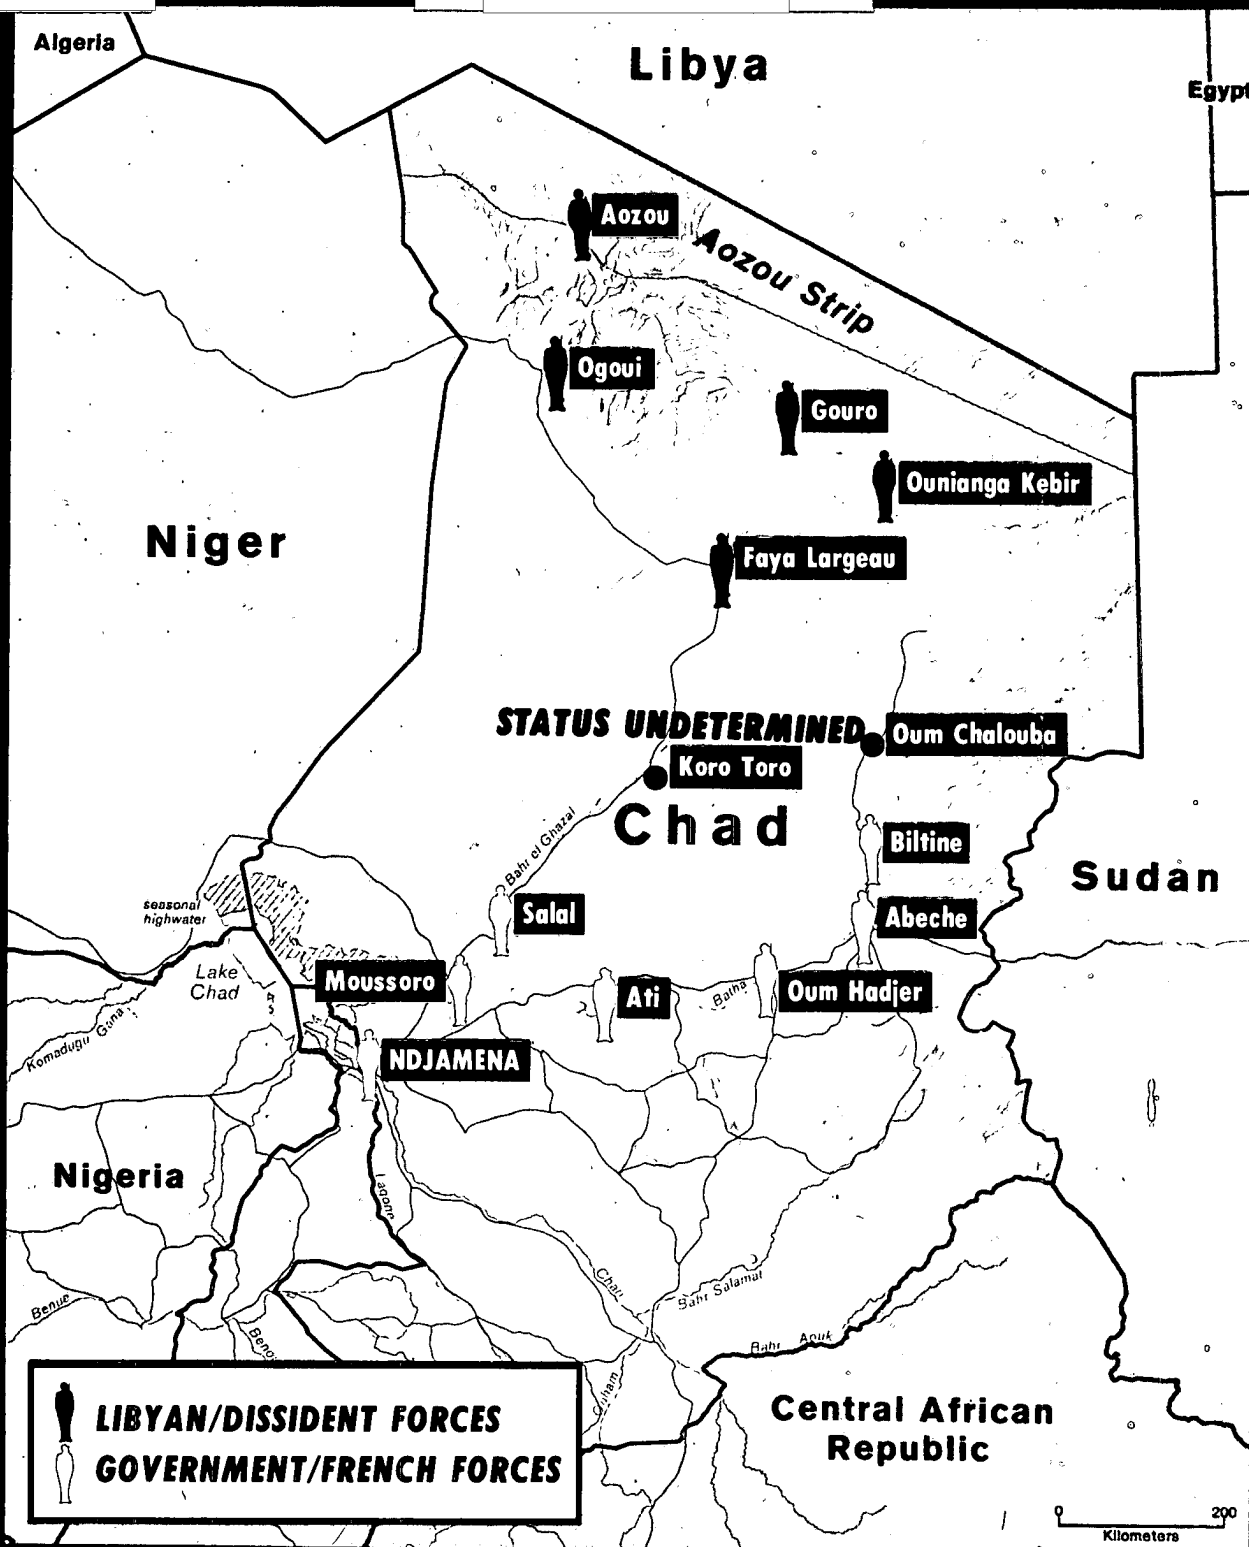 Algeria
Libya
Egypt
Aozou
Aozou Strip
Ogoui
Gouro
Ounianga Kebir
Niger
Faya Largeau
STATUS UNDETERMINED
Oum Chalouba
Koro Toro
Chad
Bahr el Ghazal
Biltine
Sudan
seasonal
highwater
Salal
Abeche
Lake
Chad
Moussoro
Ati
Batha
Oum Hadjer
Komadugu Gana
NDJAMENA
Nigeria
Logone
Chari
Bahr Salamat
Benue
Bahr Aouk
LIBYAN/DISSIDENT FORCES
GOVERNMENT/FRENCH FORCES
Central African
Republic
0 200
Kilometers